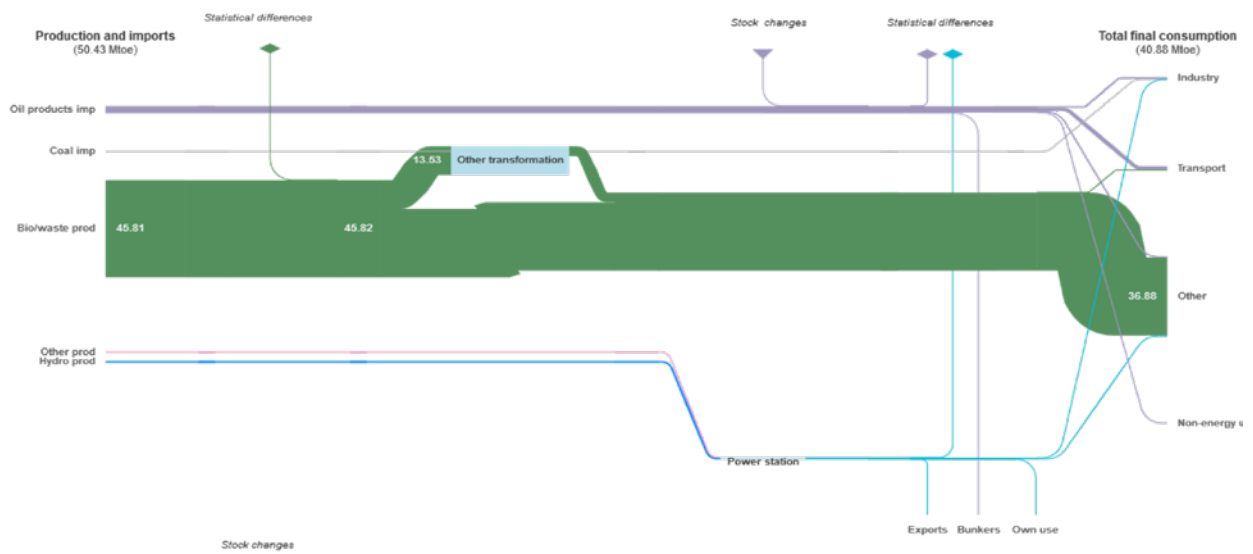 Statistical differences
Stock changes
Statistical differences
Production and imports
(50.43 Mtoe)
Total final consumption
(40.88 Mtoe)
Industry
Oil products imp
Coal imp
13.53
Other transformation
Transport
Bio/waste prod
45.81
45.82
36.88
Other
Other prod
Hydro prod
Non-energy u
Power station
Exports
Bunkers
Own use
Stock changes